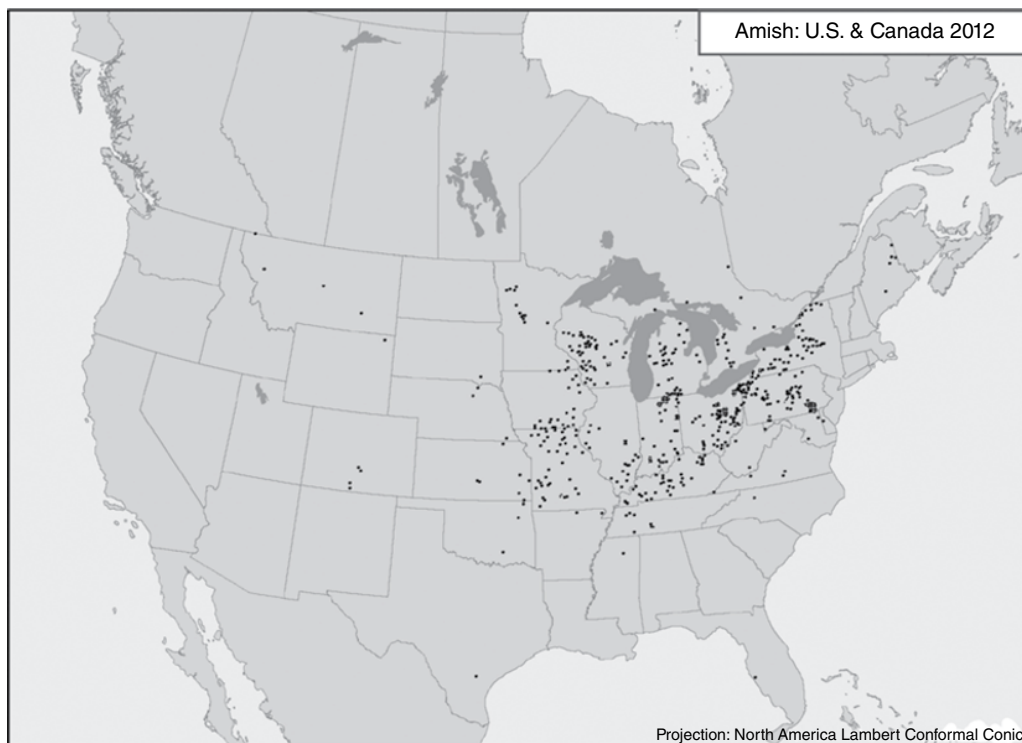 Amish: U.S. & Canada 2012
Projection: North America Lambert Conformal Conic